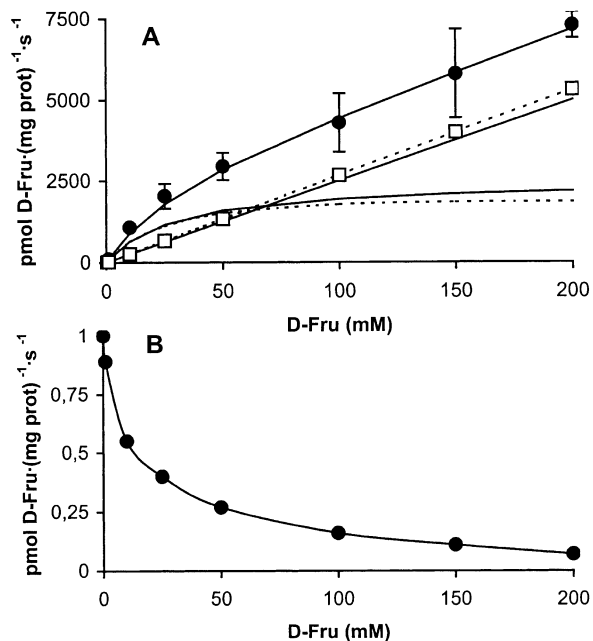 A
7500
5000
2500
0
pmol D-Fru·(mg prot) ⁻¹·s ⁻¹
0 50 100 150 200
D-Fru (mM)
B
1
0,75
0,5
0,25
0
pmol D-Fru·(mg prot) ⁻¹·s ⁻¹
0 50 100 150 200
D-Fru (mM)